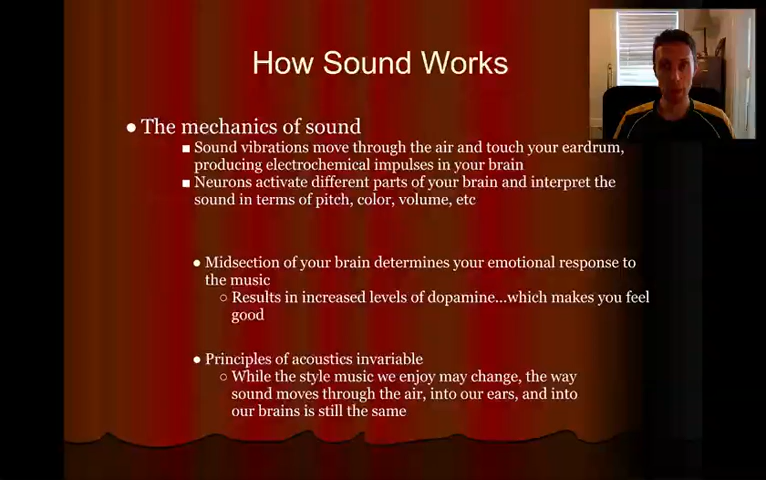 How Sound Works
● The mechanics of sound
■ Sound vibrations move through the air and touch your eardrum,
producing electrochemical impulses in your brain
■ Neurons activate different parts of your brain and interpret the
sound in terms of pitch, color, volume, etc
● Midsection of your brain determines your emotional response to
the music
○ Results in increased levels of dopamine...which makes you feel
good
● Principles of acoustics invariable
○ While the style music we enjoy may change, the way
sound moves through the air, into our ears, and into
our brains is still the same